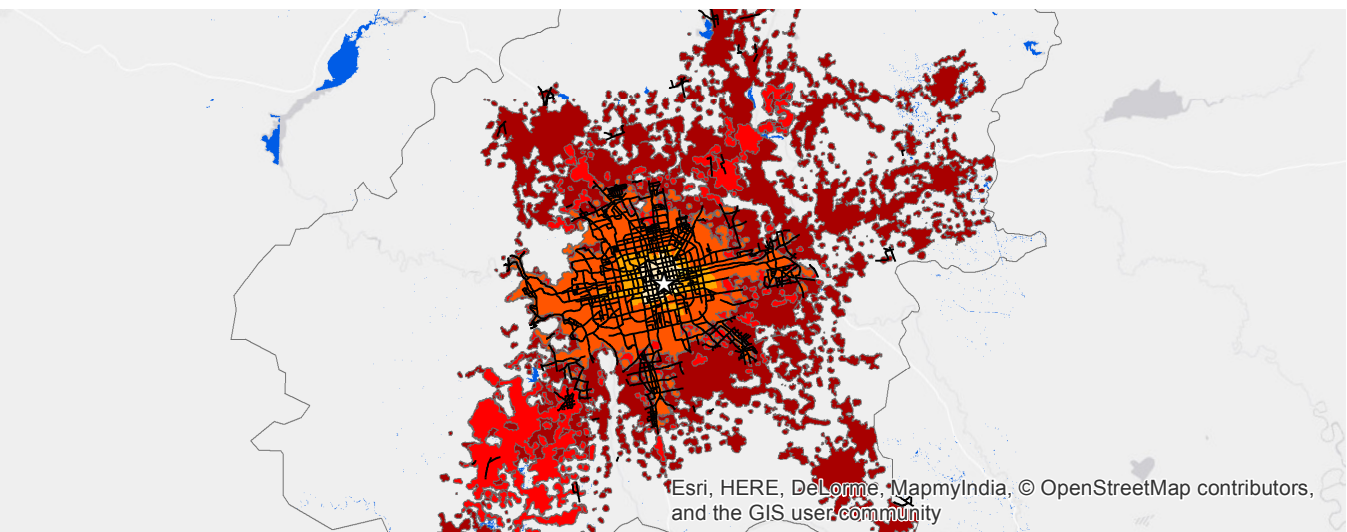 Esri, HERE, DeLorme, MapmyIndia, © OpenStreetMap contributors,
and the GIS user community